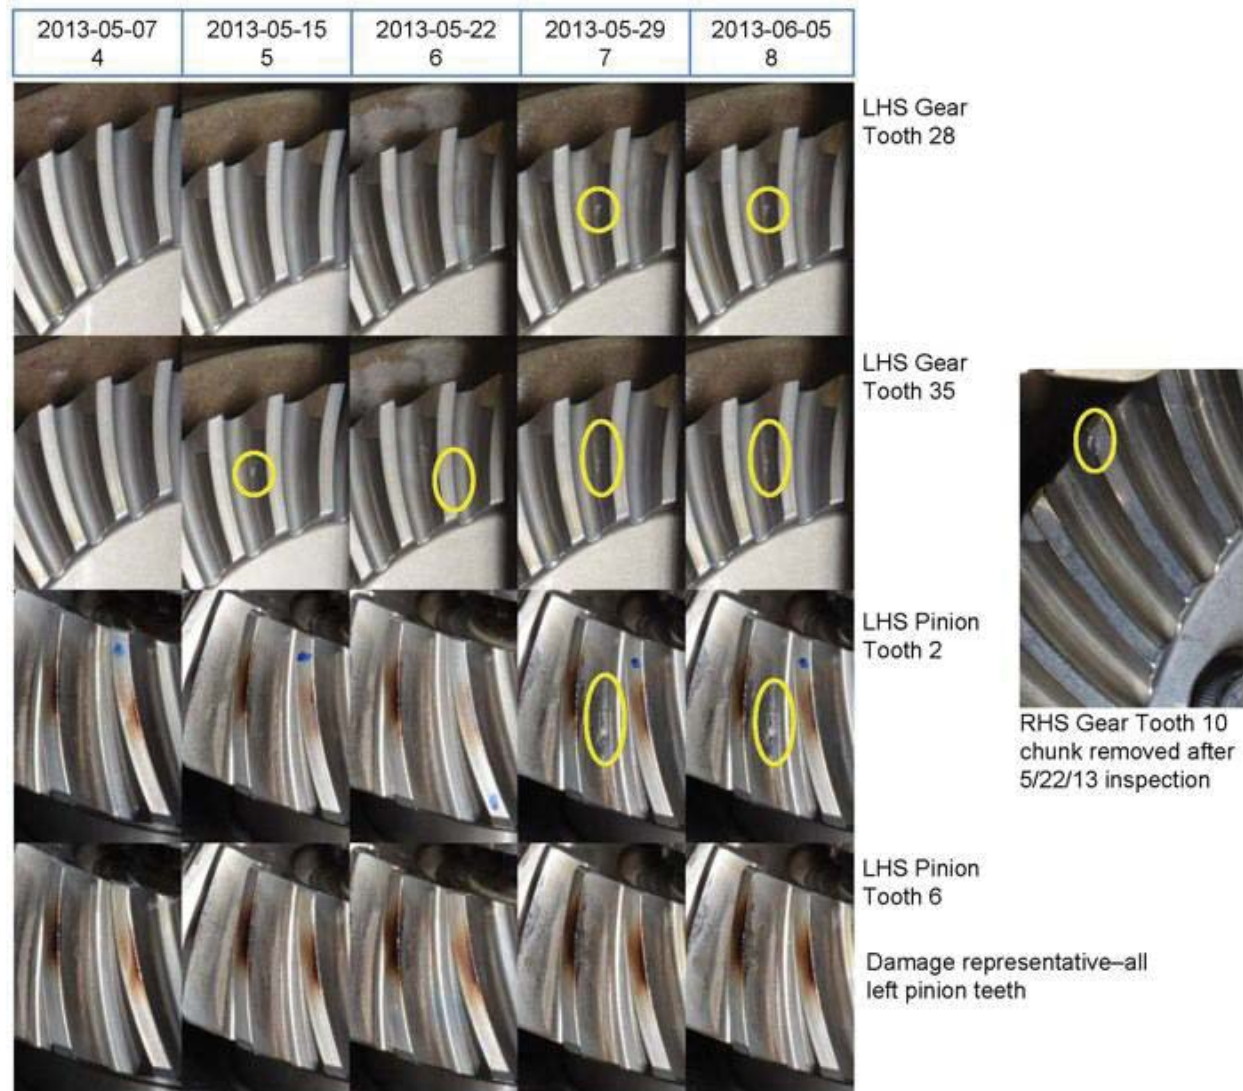 2013-05-07
4
2013-05-15
5
2013-05-22
6
2013-05-29
7
2013-06-05
8
LHS Gear
Tooth 28
LHS Gear
Tooth 35
LHS Pinion
Tooth 2
RHS Gear Tooth 10
chunk removed after
5/22/13 inspection
LHS Pinion
Tooth 6
Damage representative–all
left pinion teeth